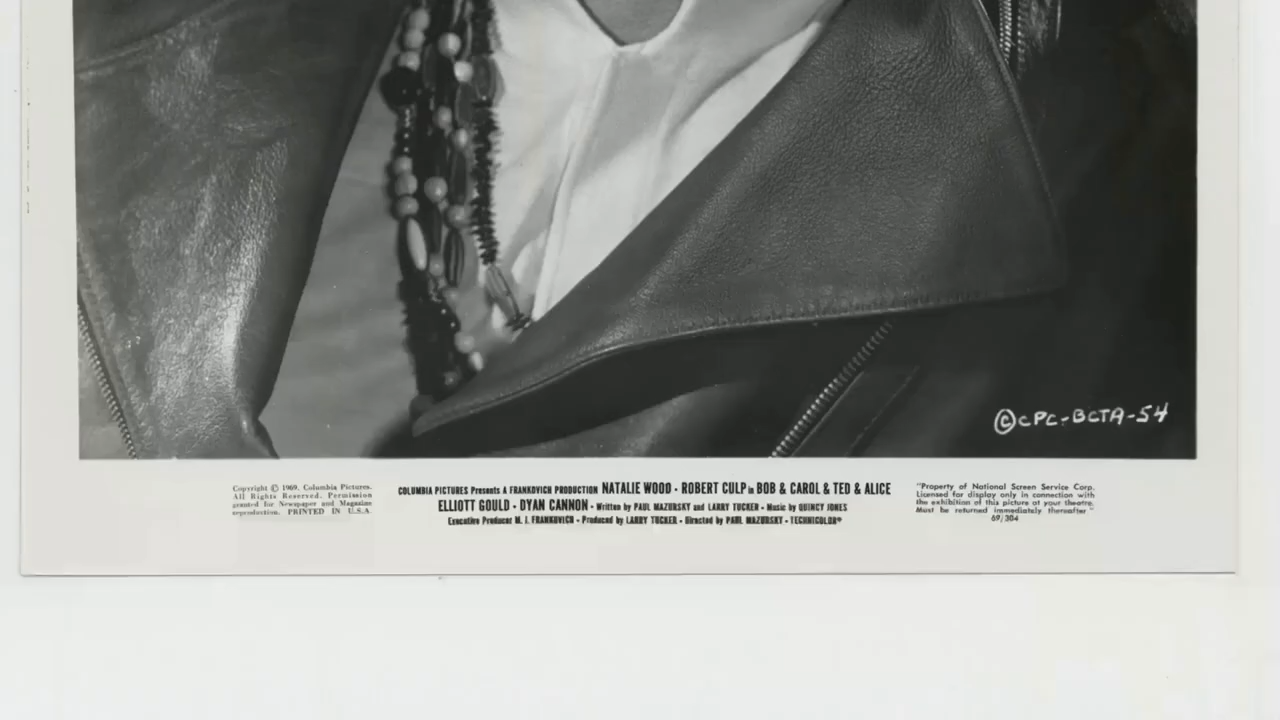 ©CPC-BCTA-54
Copyright © 1969. Columbia Pictures.
All Rights Reserved. Permission
granted for Newspaper and Magazine
reproduction. PRINTED IN U.S.A.
COLUMBIA PICTURES Presents A FRANKOVICH PRODUCTION NATALIE WOOD • ROBERT CULP in BOB & CAROL & TED & ALICE
ELLIOTT GOULD • DYAN CANNON • Written by PAUL MAZURSKY and LARRY TUCKER • Music by QUINCY JONES
Executive Producer M. J. FRANKOVICH • Produced by LARRY TUCKER • Directed by PAUL MAZURSKY • TECHNICOLOR®
"Property of National Screen Service Corp.
Licensed for display only in connection with
the exhibition of this picture at your theatre.
Must be returned immediately thereafter"
69/304